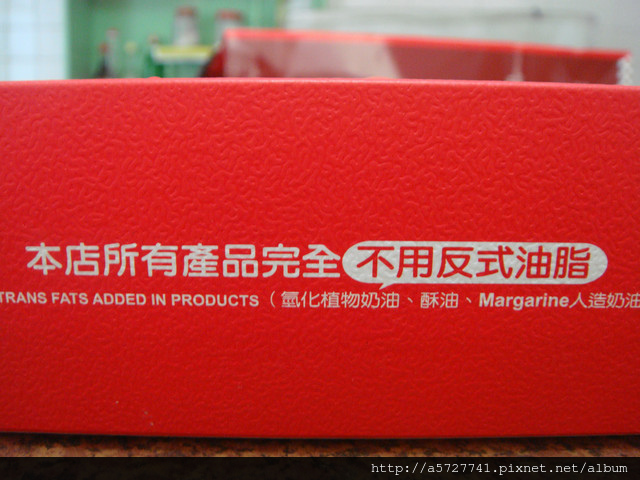 本店所有產品完全不用反式油脂
TRANS FATS ADDED IN PRODUCTS（氫化植物奶油、酥油、Margarine人造奶油
http://a5727741.pixnet.net/album